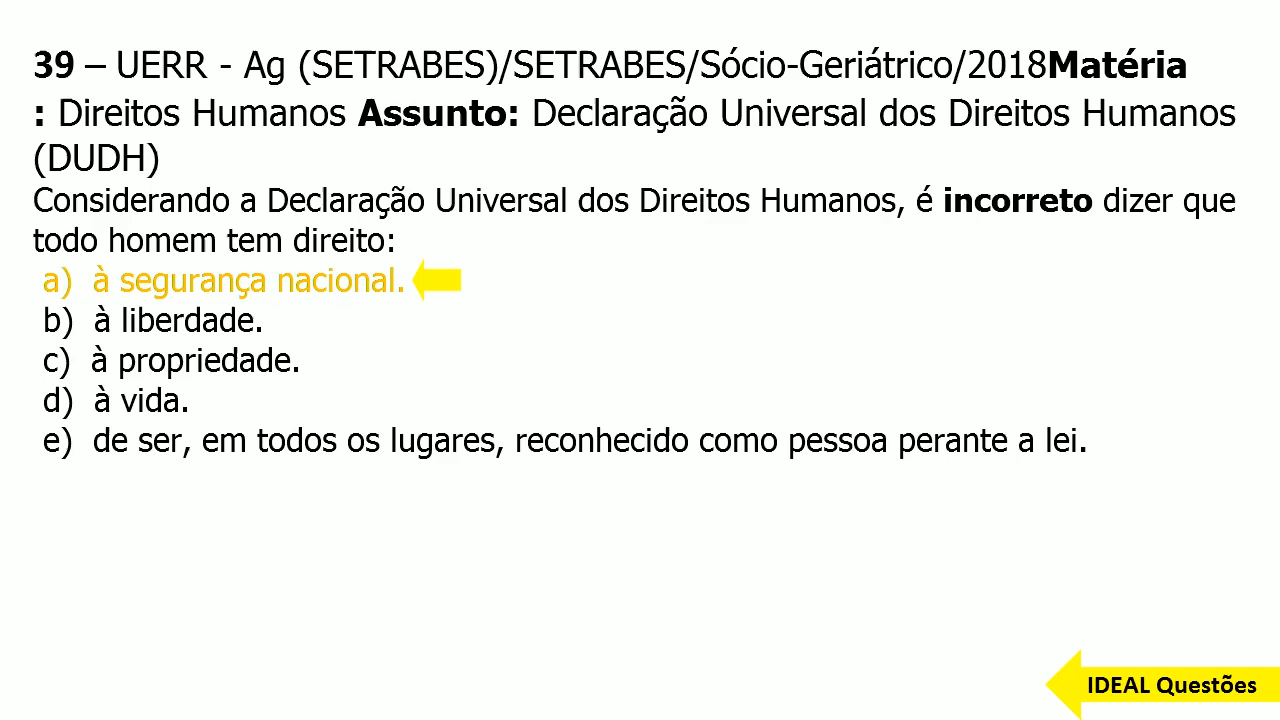 39 – UERR - Ag (SETRABES)/SETRABES/Sócio-Geriátrico/2018Matéria
: Direitos Humanos Assunto: Declaração Universal dos Direitos Humanos
(DUDH)
Considerando a Declaração Universal dos Direitos Humanos, é incorreto dizer que
todo homem tem direito:
a) à segurança nacional.
b) à liberdade.
c) à propriedade.
d) à vida.
e) de ser, em todos os lugares, reconhecido como pessoa perante a lei.
IDEAL Questões